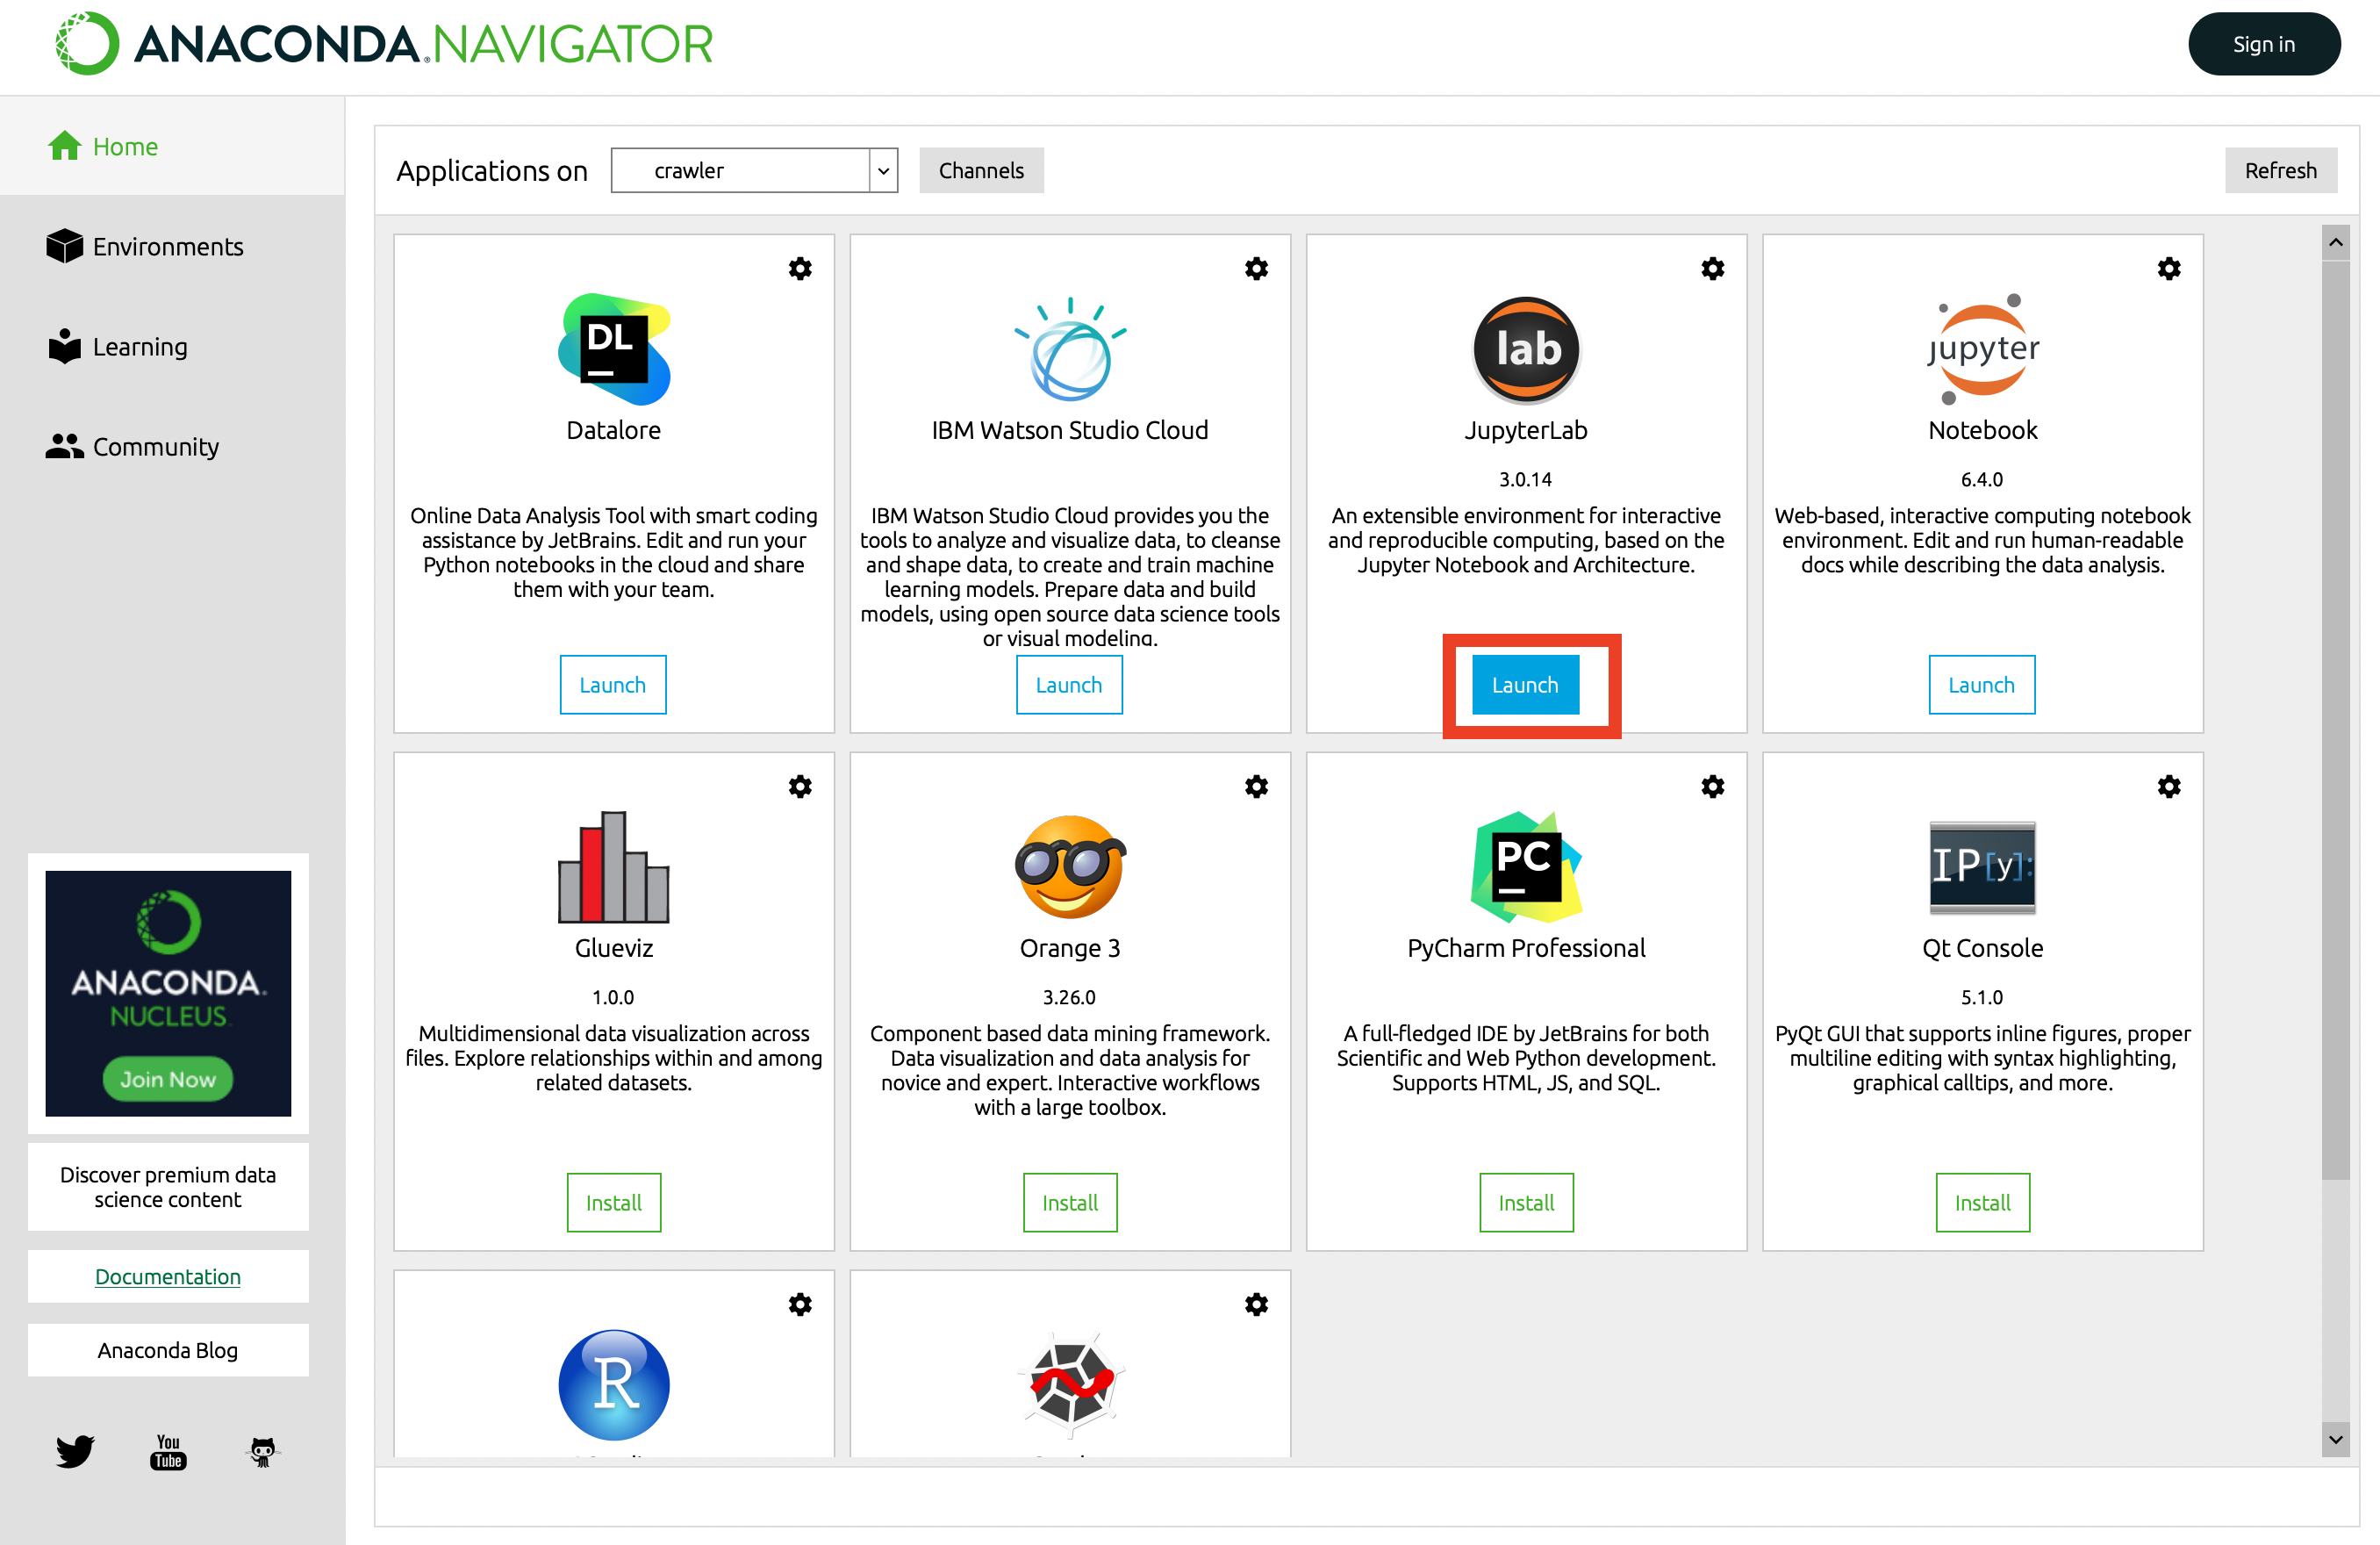 ANACONDA.NAVIGATOR
Sign in
Home
Environments
Learning
Community
ANACONDA.
NUCLEUS
Join Now
Discover premium data
science content
Documentation
Anaconda Blog
You
Tube
Applications on
crawler
Channels
Refresh
DL
Datalore
Online Data Analysis Tool with smart coding
assistance by JetBrains. Edit and run your
Python notebooks in the cloud and share
them with your team.
Launch
IBM Watson Studio Cloud
IBM Watson Studio Cloud provides you the
tools to analyze and visualize data, to cleanse
and shape data, to create and train machine
learning models. Prepare data and build
models, using open source data science tools
or visual modeling.
Launch
lab
JupyterLab
3.0.14
An extensible environment for interactive
and reproducible computing, based on the
Jupyter Notebook and Architecture.
Launch
jupyter
Notebook
6.4.0
Web-based, interactive computing notebook
environment. Edit and run human-readable
docs while describing the data analysis.
Launch
Glueviz
1.0.0
Multidimensional data visualization across
files. Explore relationships within and among
related datasets.
Install
Orange 3
3.26.0
Component based data mining framework.
Data visualization and data analysis for
novice and expert. Interactive workflows
with a large toolbox.
Install
PC
PyCharm Professional
A full-fledged IDE by JetBrains for both
Scientific and Web Python development.
Supports HTML, JS, and SQL.
Install
IP[y]:
Qt Console
5.1.0
PyQt GUI that supports inline figures, proper
multiline editing with syntax highlighting,
graphical calltips, and more.
Install
R